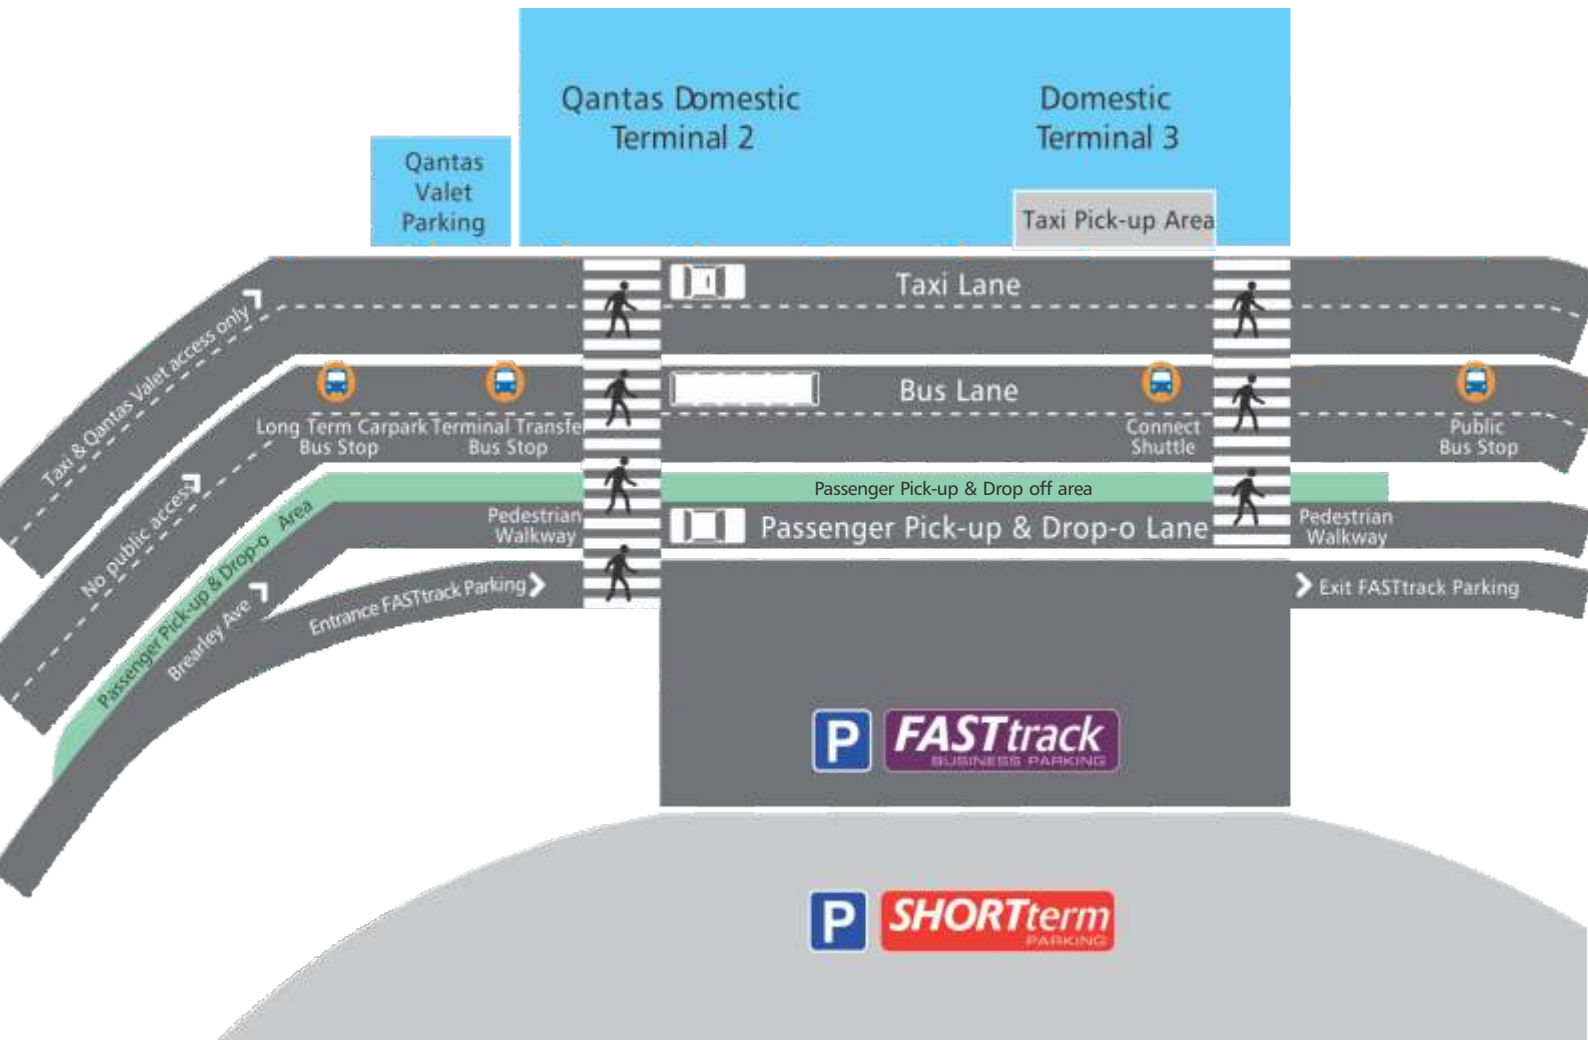 Qantas Domestic
Terminal 2
Domestic
Terminal 3
Qantas
Valet
Parking
Taxi Pick-up Area
Taxi Lane
Taxi & Qantas Valet access only
Bus Lane
Long Term Carpark
Bus Stop
Terminal Transfe
Bus Stop
Connect
Shuttle
Public
Bus Stop
No public access
Passenger Pick-up & Drop off area
Passenger Pick-up & Drop-o Area
Pedestrian
Walkway
Passenger Pick-up & Drop-o Lane
Pedestrian
Walkway
Brearley Ave
Entrance FASTtrack Parking
Exit FASTtrack Parking
P FASTtrack
BUSINESS PARKING
P SHORTterm
PARKING